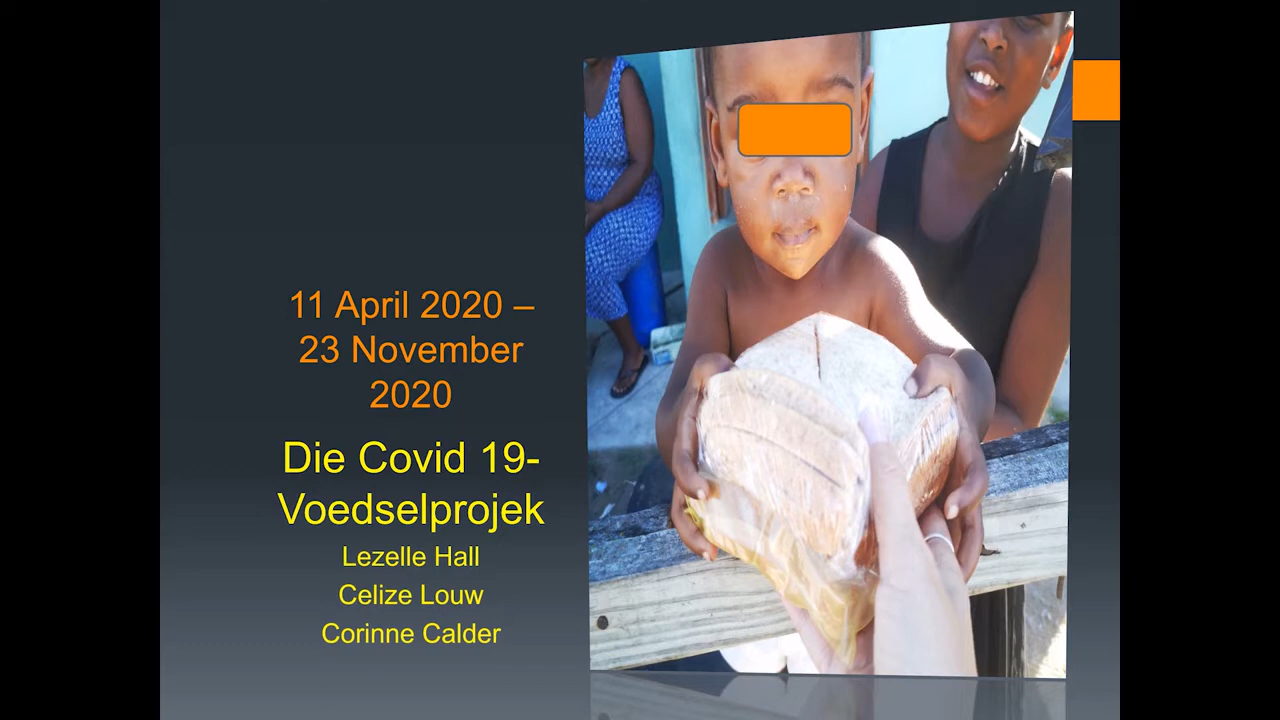 11 April 2020 –
23 November
2020
Die Covid 19-
Voedselprojek
Lezelle Hall
Celize Louw
Corinne Calder